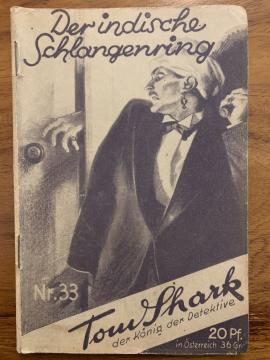 Der indische
Schlangenring
Nr. 33
Tom Shark
der König der Detektive
20 Pf.
in Österreich 36 Gr.